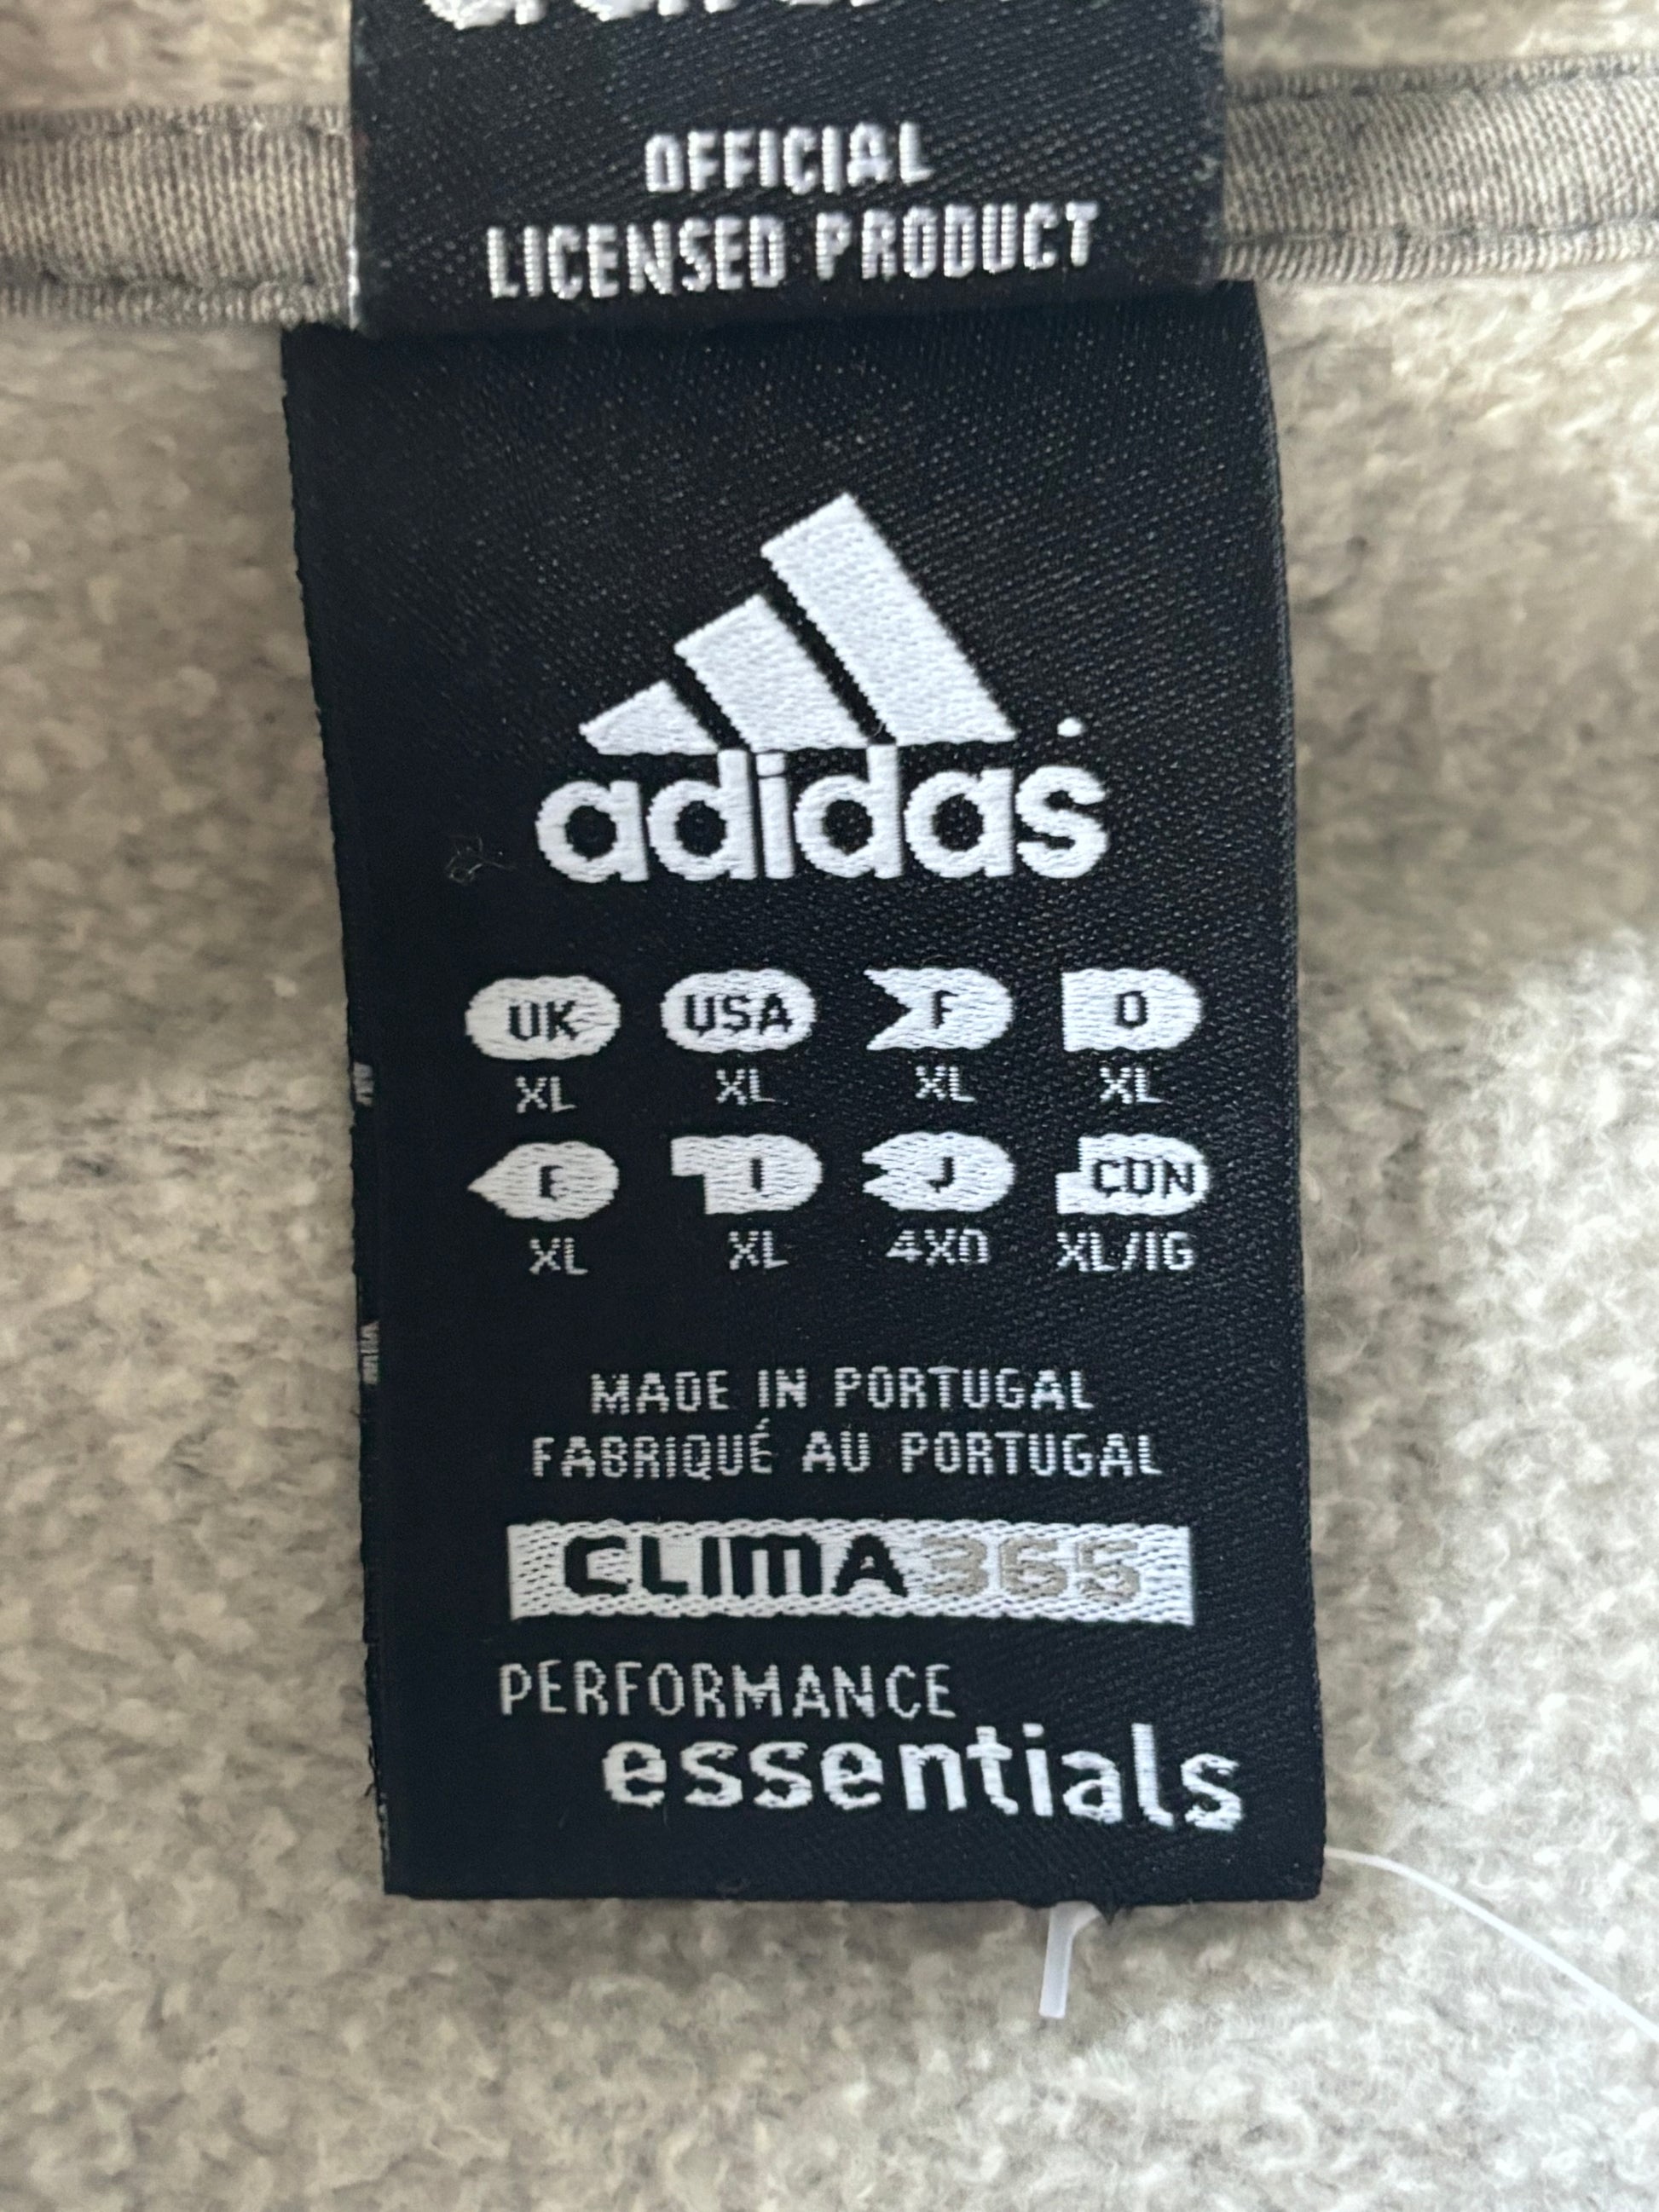 OFFICIAL
LICENSED PRODUCT
adidas
UK USA F D
XL XL XL XL
E I J CDN
XL XL 4XO XL/TG
MADE IN PORTUGAL
FABRIQUÉ AU PORTUGAL
CLIMA365
PERFORMANCE
essentials